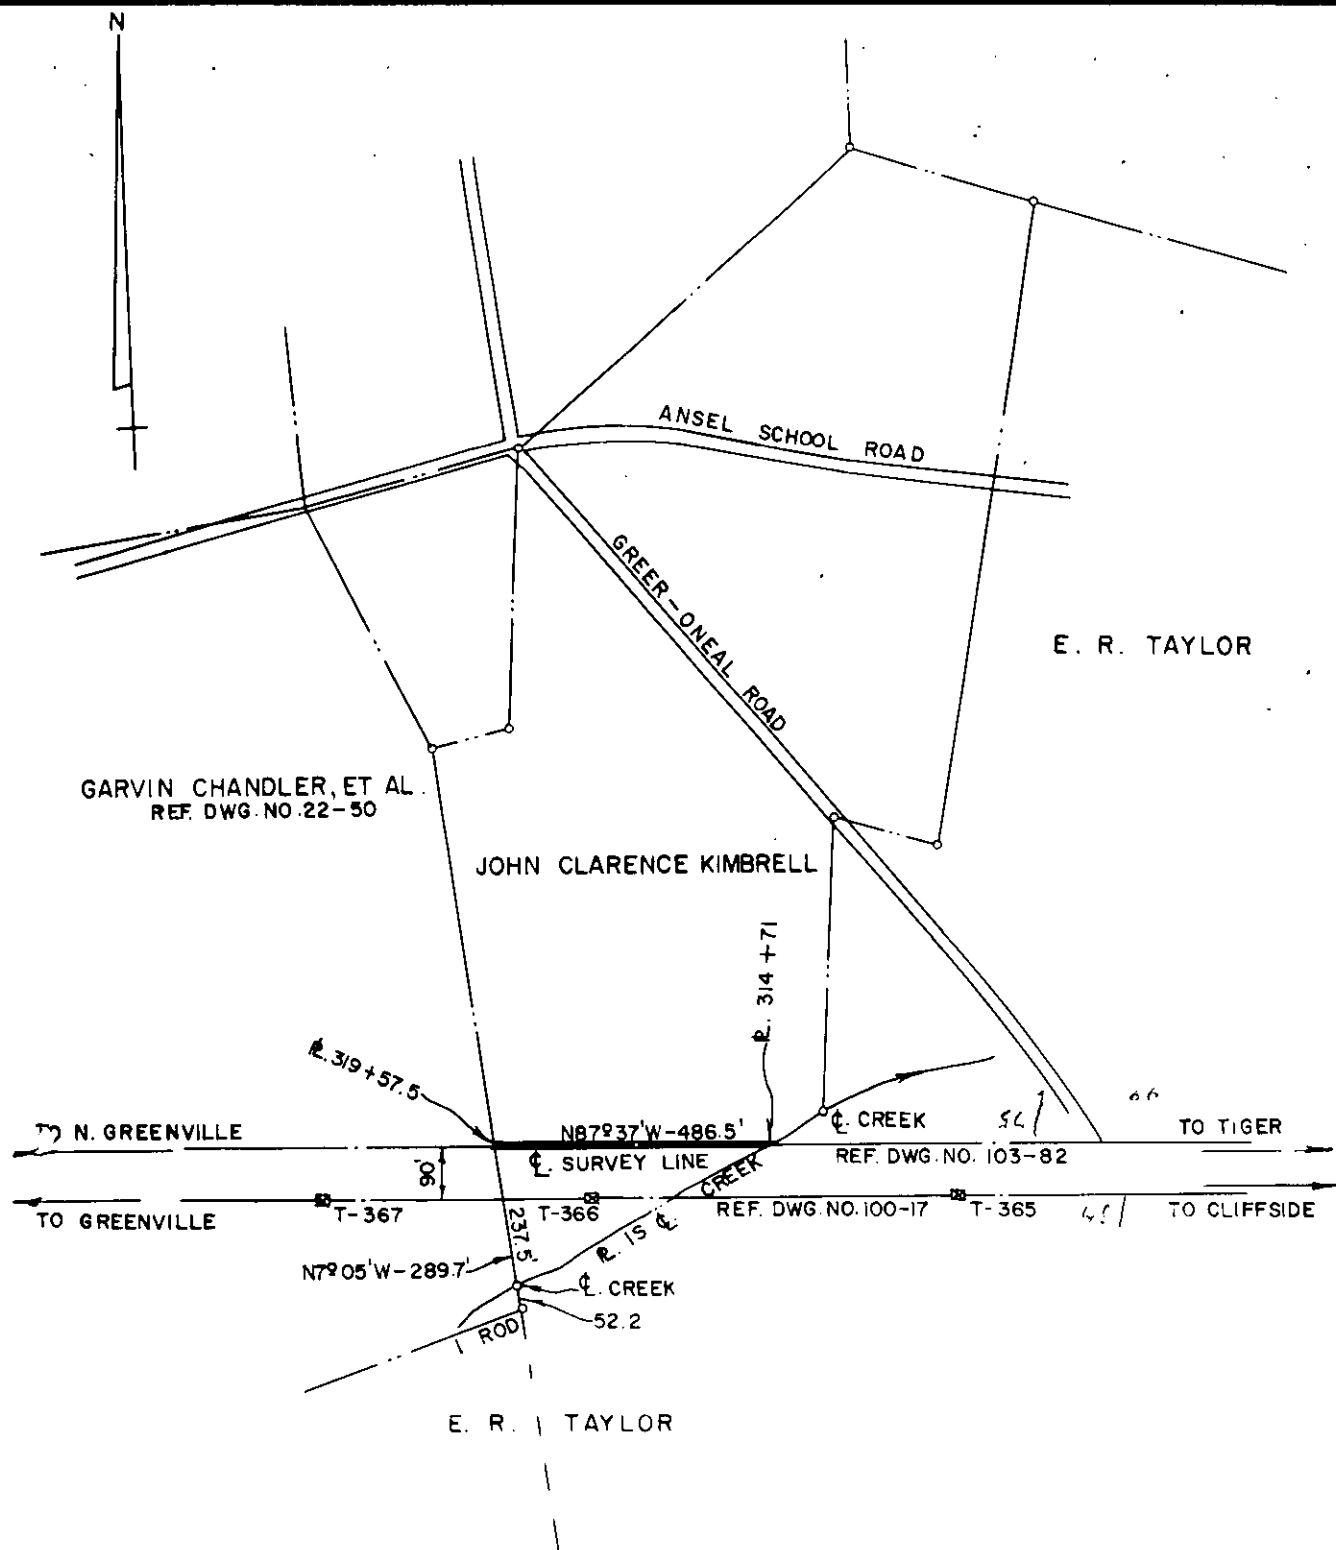 N
ANSEL SCHOOL ROAD
GREER-ONEAL ROAD
E. R. TAYLOR
GARVIN CHANDLER, ET AL.
REF. DWG. NO. 22-50
JOHN CLARENCE KIMBRELL
℄. 319+57.5
℄. 314+71
TO N. GREENVILLE
N87°37'W-486.5'
℄ CREEK
TO TIGER
℄. SURVEY LINE
REF. DWG. NO. 103-82
90'
CREEK
TO GREENVILLE
T-367
T-366
REF. DWG. NO. 100-17
T-365
TO CLIFFSIDE
237.5'
℞. IS ℄.
N7°05'W-289.7'
℄. CREEK
52.2
I ROD
E. R. TAYLOR